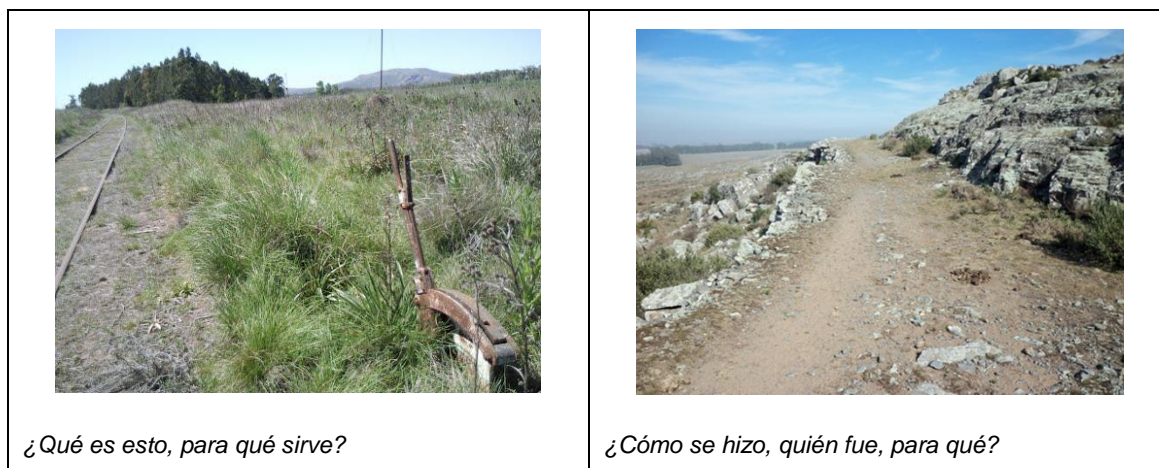 ¿Qué es esto, para qué sirve?
¿Cómo se hizo, quién fue, para qué?